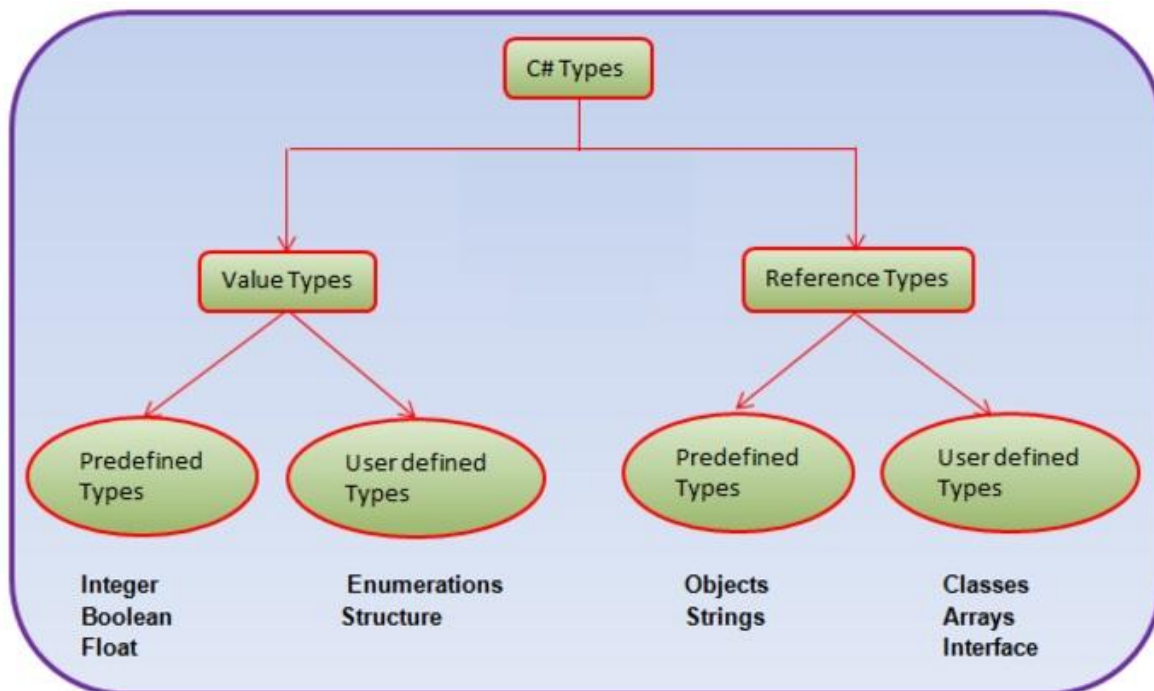 C# Types
Value Types
Reference Types
Predefined
Types
User defined
Types
Predefined
Types
User defined
Types
Integer
Boolean
Float
Enumerations
Structure
Objects
Strings
Classes
Arrays
Interface